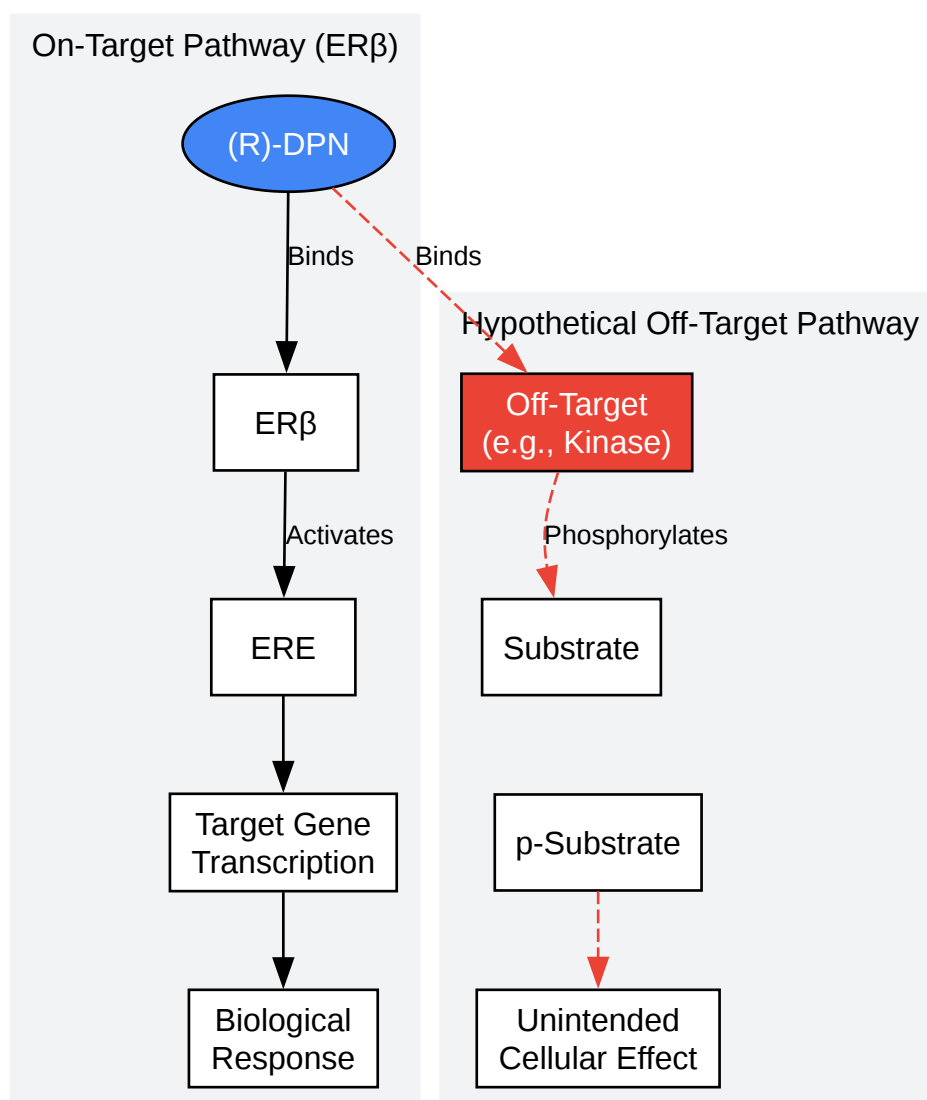 On-Target Pathway (ERβ)
(R)-DPN
Binds
Binds
Hypothetical Off-Target Pathway
ERβ
Off-Target
(e.g., Kinase)
Activates
Phosphorylates
ERE
Substrate
Target Gene
Transcription
p-Substrate
Biological
Response
Unintended
Cellular Effect